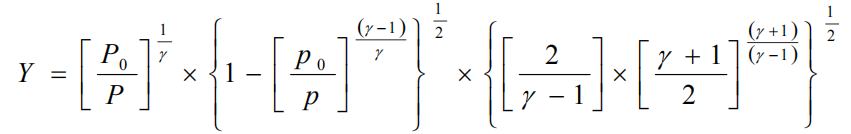 Y = [P₀/P]^(1/γ) × {1 − [p₀/p]^((γ−1)/γ)}^(1/2) × {[2/(γ − 1)] × [(γ + 1)/2]^((γ+1)/(γ−1))}^(1/2)